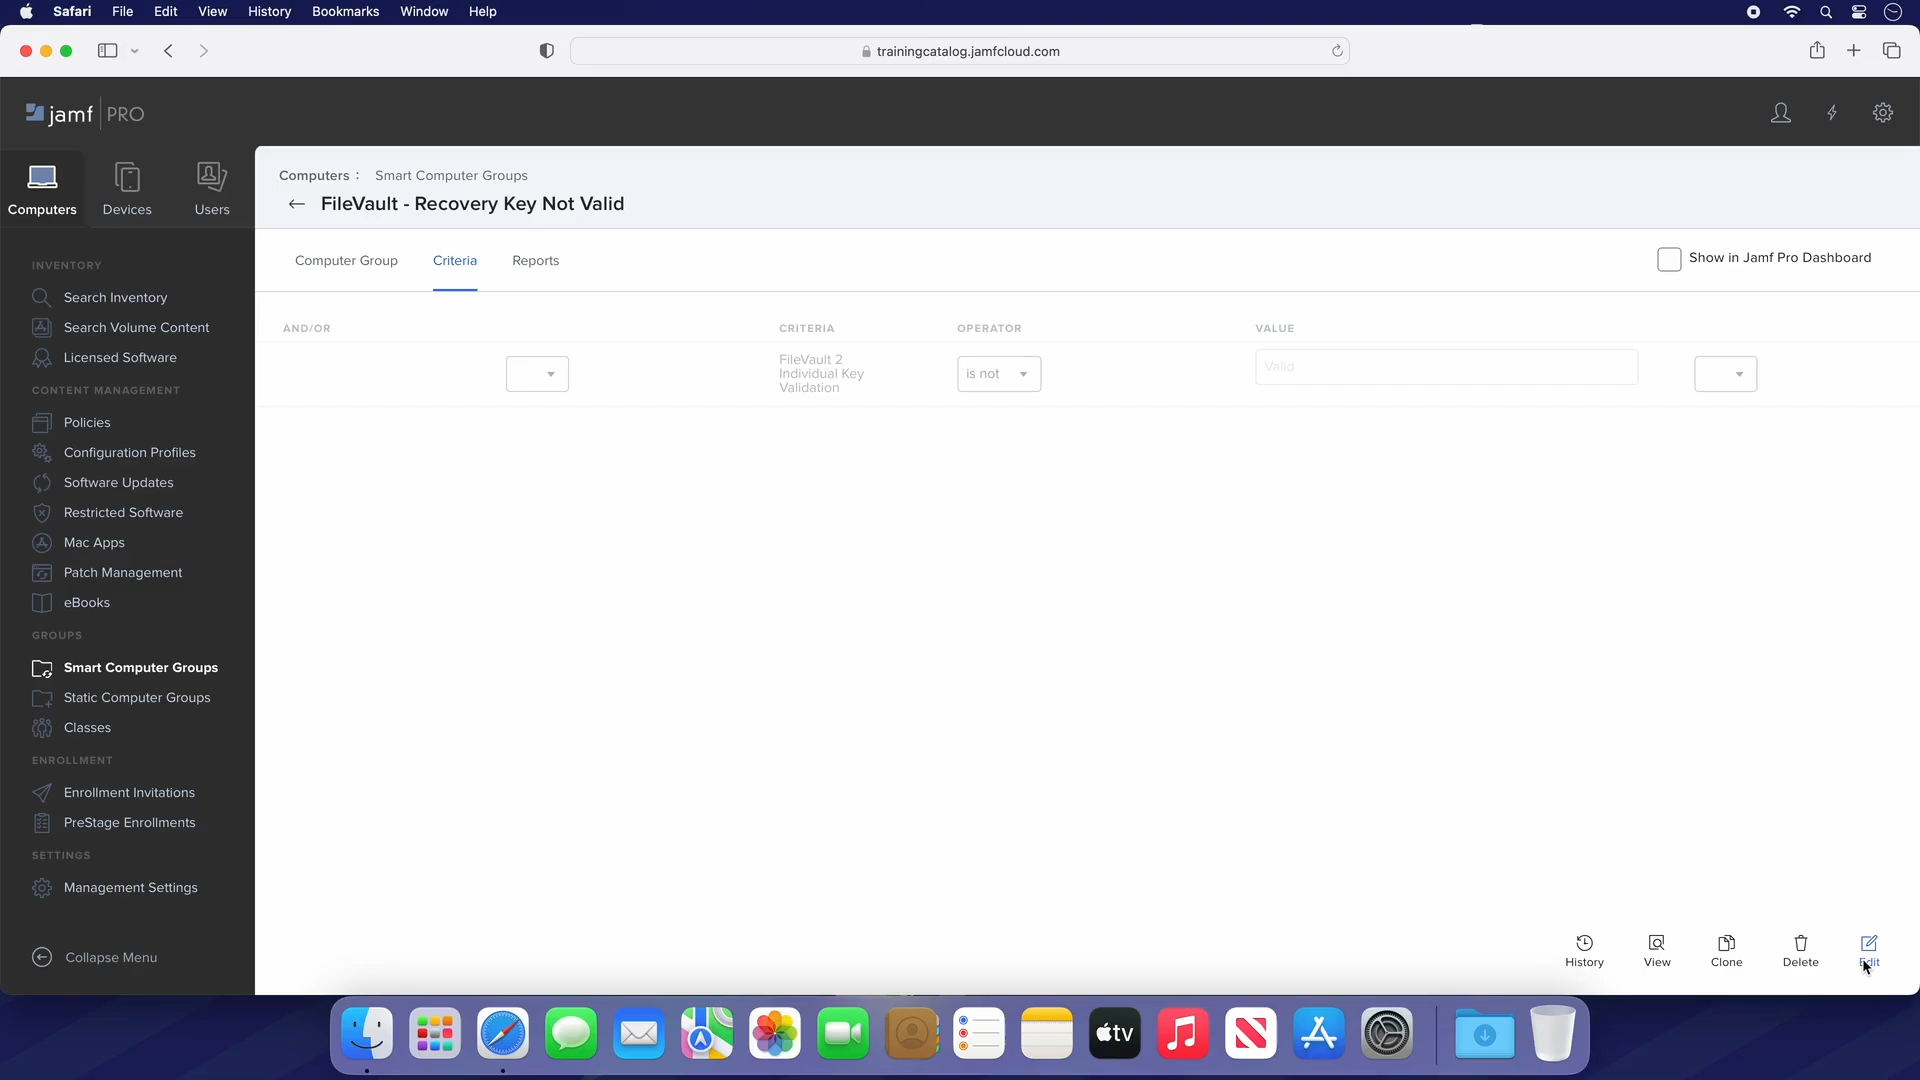 Safari File Edit View History Bookmarks Window Help
trainingcatalog.jamfcloud.com
jamf PRO
Computers Devices Users
Computers : Smart Computer Groups
← FileVault - Recovery Key Not Valid
Computer Group Criteria Reports
Show in Jamf Pro Dashboard
AND/OR CRITERIA OPERATOR VALUE
FileVault 2
Individual Key
Validation
is not
Valid
INVENTORY
Search Inventory
Search Volume Content
Licensed Software
CONTENT MANAGEMENT
Policies
Configuration Profiles
Software Updates
Restricted Software
Mac Apps
Patch Management
eBooks
GROUPS
Smart Computer Groups
Static Computer Groups
Classes
ENROLLMENT
Enrollment Invitations
PreStage Enrollments
SETTINGS
Management Settings
Collapse Menu
History View Clone Delete Edit
tv